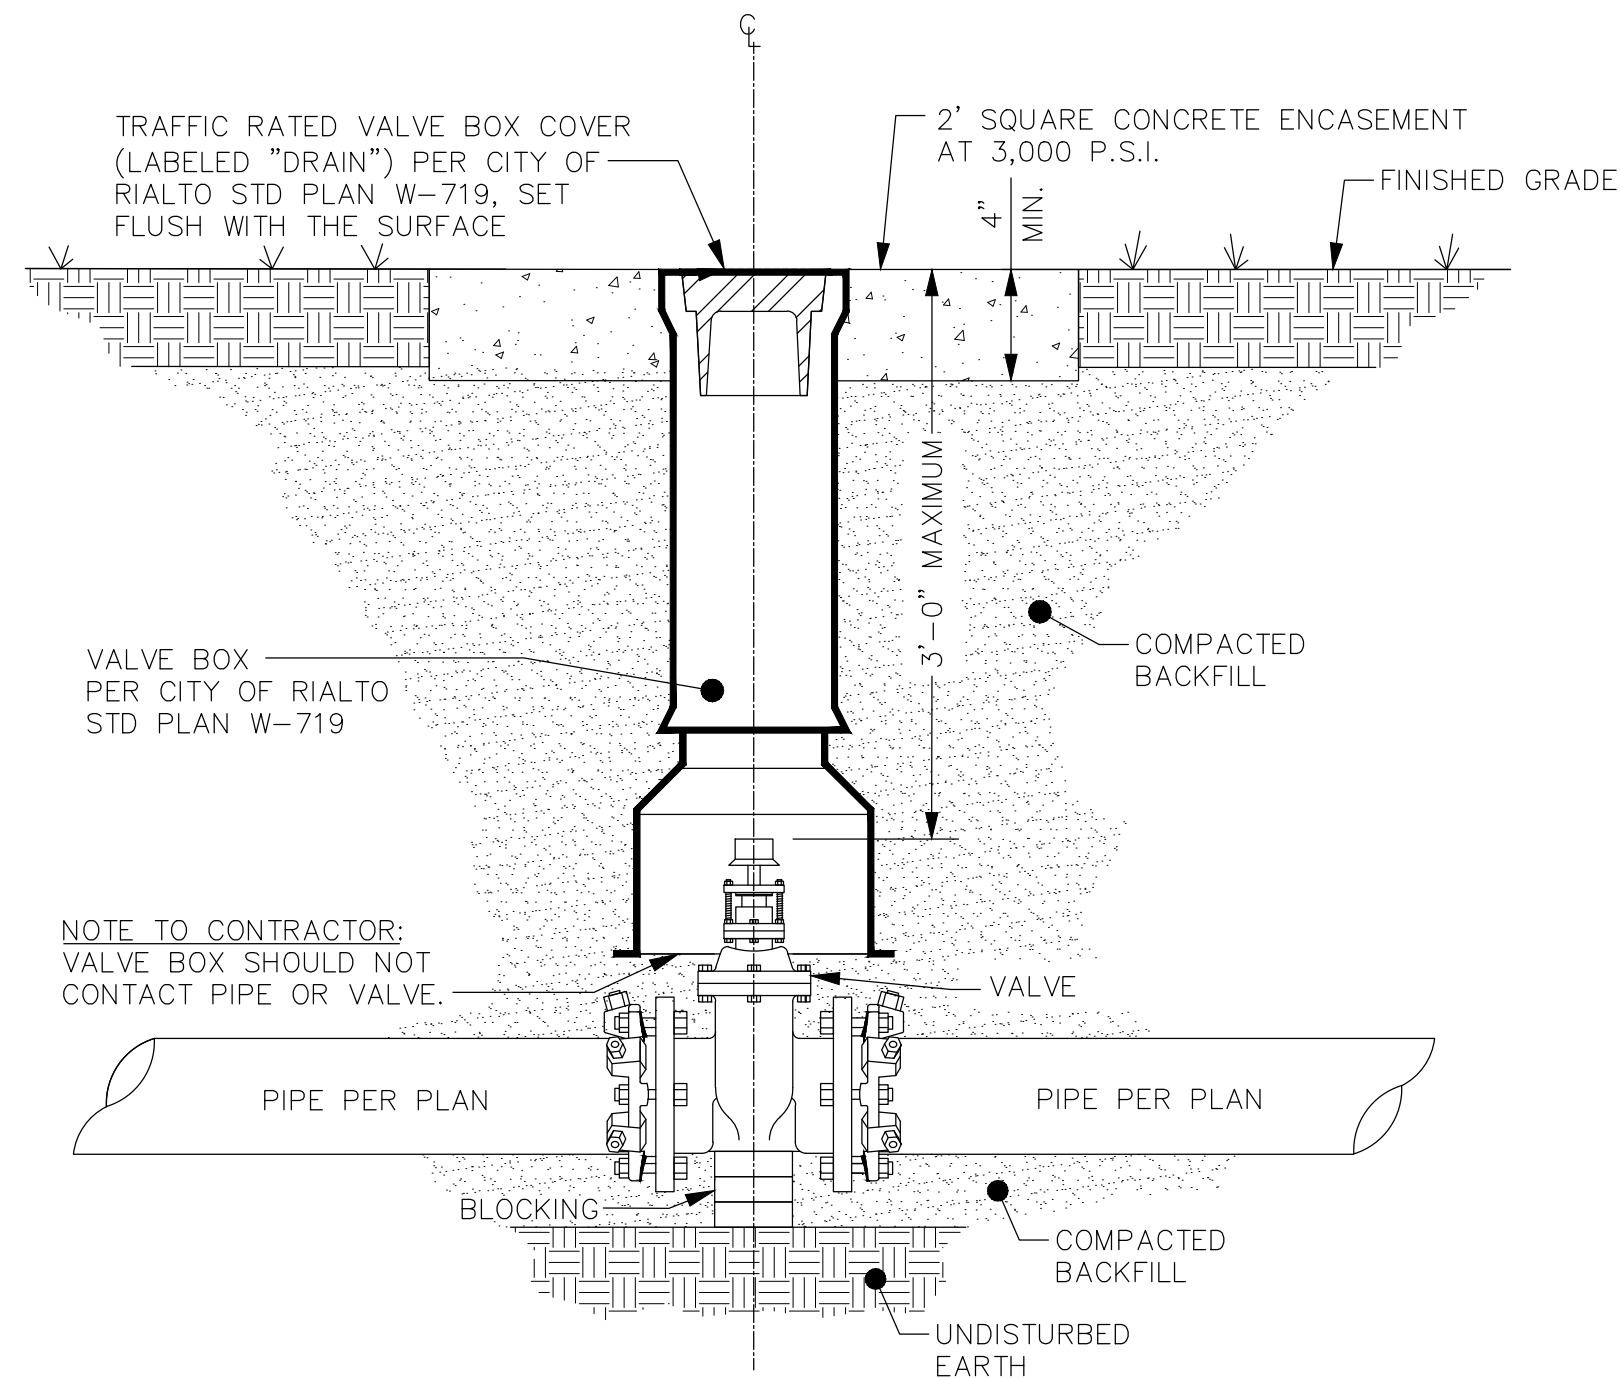 ℄
TRAFFIC RATED VALVE BOX COVER
(LABELED ”DRAIN”) PER CITY OF
RIALTO STD PLAN W–719, SET
FLUSH WITH THE SURFACE
2’ SQUARE CONCRETE ENCASEMENT
AT 3,000 P.S.I.
FINISHED GRADE
4”
MIN.
3’–0” MAXIMUM
COMPACTED
BACKFILL
VALVE BOX
PER CITY OF RIALTO
STD PLAN W–719
NOTE TO CONTRACTOR:
VALVE BOX SHOULD NOT
CONTACT PIPE OR VALVE.
VALVE
PIPE PER PLAN
PIPE PER PLAN
BLOCKING
COMPACTED
BACKFILL
UNDISTURBED
EARTH